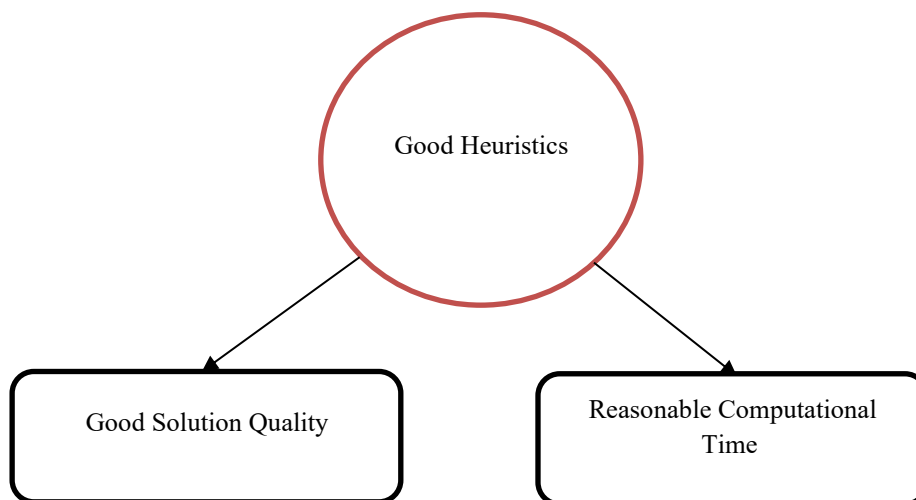 Good Heuristics
Good Solution Quality
Reasonable Computational
Time